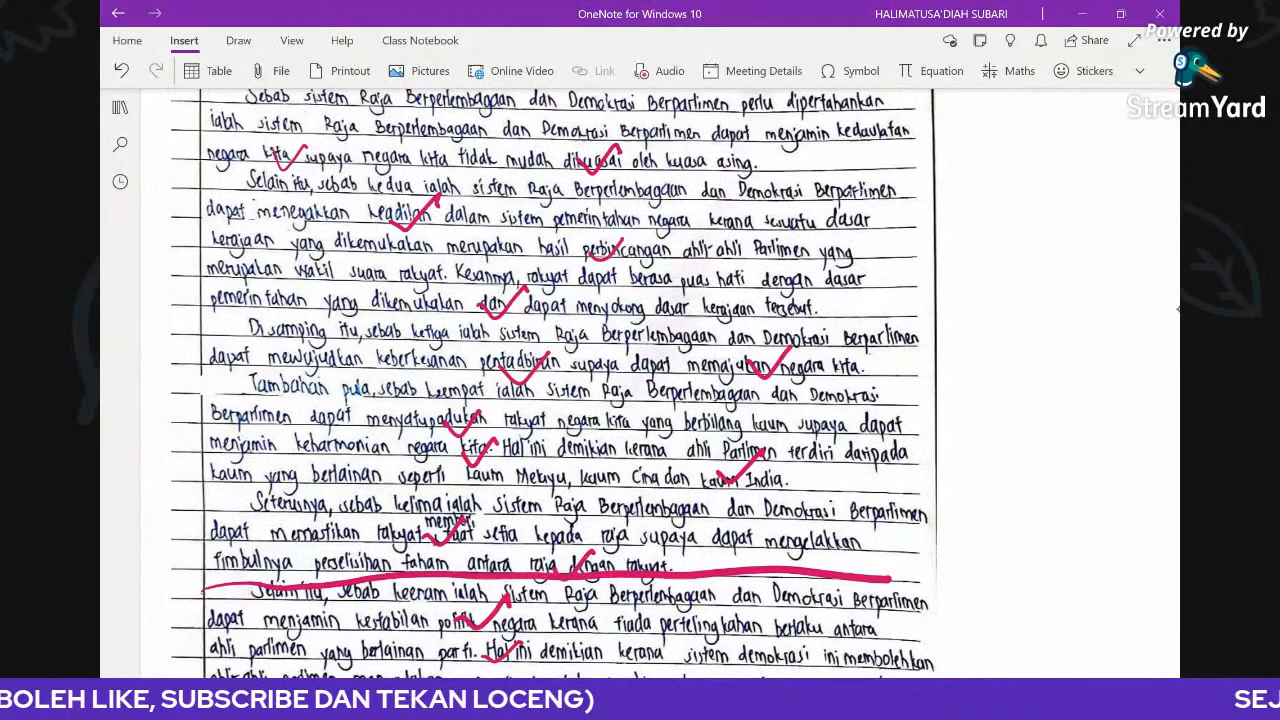 OneNote for Windows 10
HALIMATUSA'DIAH SUBARI
Powered by
StreamYard
Home Insert Draw View Help Class Notebook
Share
Table File Printout Pictures Online Video Link Audio Meeting Details Symbol Equation Maths Stickers
Sebab sistem Raja Berperlembagaan dan Demokrasi Berparlimen perlu dipertahankan
ialah sistem Raja Berperlembagaan dan Demokrasi Berparlimen dapat menjamin kedaulatan
negara kita supaya negara kita tidak mudah dikuasai oleh kuasa asing.
Selain itu, sebab kedua ialah sistem Raja Berperlembagaan dan Demokrasi Berparlimen
dapat menegakkan keadilan dalam sistem pemerintahan negara kerana sesuatu dasar
kerajaan yang dikemukakan merupakan hasil perbincangan ahli-ahli Parlimen yang
merupakan wakil suara rakyat. Kesannya, rakyat dapat berasa puas hati dengan dasar
pemerintahan yang dikemukakan dan dapat menyokong dasar kerajaan tersebut.
Di samping itu, sebab ketiga ialah sistem Raja Berperlembagaan dan Demokrasi Berparlimen
dapat mewujudkan keberkesanan pentadbiran supaya dapat memajukan negara kita.
Tambahan pula, sebab keempat ialah sistem Raja Berperlembagaan dan Demokrasi
Berparlimen dapat menyatupadukan rakyat negara kita yang berbilang kaum supaya dapat
menjamin keharmonian negara kita. Hal ini demikian kerana ahli Parlimen terdiri daripada
kaum yang berlainan seperti kaum Melayu, kaum Cina dan kaum India.
Seterusnya, sebab kelima ialah sistem Raja Berperlembagaan dan Demokrasi Berparlimen
dapat memastikan rakyat memberi taat setia kepada raja supaya dapat mengelakkan
timbulnya perselisihan faham antara raja dengan rakyat.
Selain itu, sebab keenam ialah sistem Raja Berperlembagaan dan Demokrasi Berparlimen
dapat menjamin kestabilan politik negara kerana tiada pertelingkahan berlaku antara
ahli parlimen yang berlainan parti. Hal ini demikian kerana sistem demokrasi ini membolehkan
BOLEH LIKE, SUBSCRIBE DAN TEKAN LOCENG)
SEJ